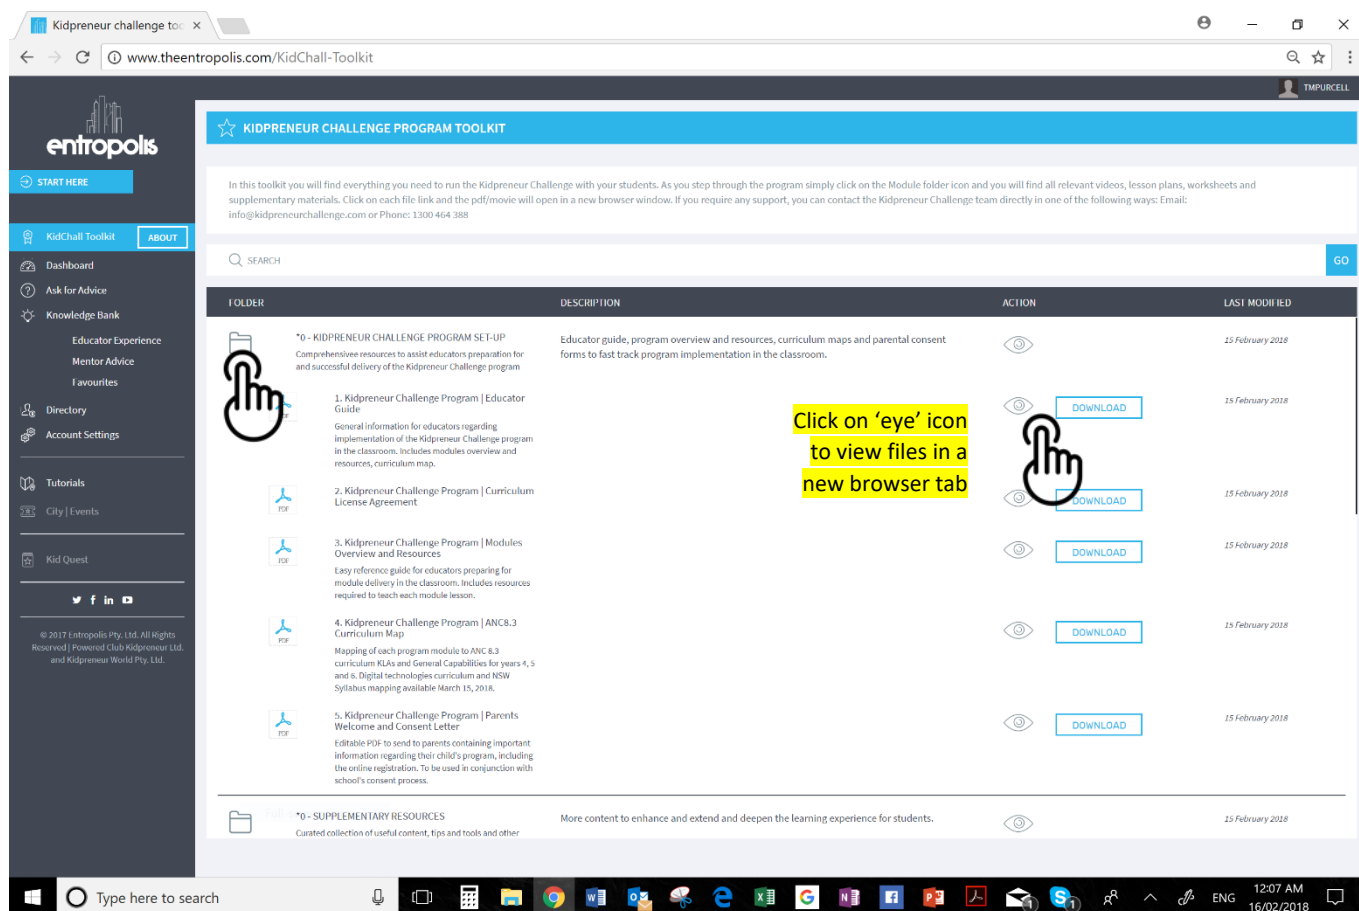 Kidpreneur challenge too
www.theentropolis.com/KidChall-Toolkit
TMPURCELL
entropolis
START HERE
KidChall Toolkit ABOUT
Dashboard
Ask for Advice
Knowledge Bank
Educator Experience
Mentor Advice
Favourites
Directory
Account Settings
Tutorials
City | Events
Kid Quest
© 2017 Entropolis Pty. Ltd. All Rights
Reserved | Powered Club Kidpreneur Ltd.
and Kidpreneur World Pty. Ltd.
KIDPRENEUR CHALLENGE PROGRAM TOOLKIT
In this toolkit you will find everything you need to run the Kidpreneur Challenge with your students. As you step through the program simply click on the Module folder icon and you will find all relevant videos, lesson plans, worksheets and
supplementary materials. Click on each file link and the pdf/movie will open in a new browser window. If you require any support, you can contact the Kidpreneur Challenge team directly in one of the following ways: Email:
info@kidpreneurchallenge.com or Phone: 1300 464 388
SEARCH GO
FOLDER DESCRIPTION ACTION LAST MODIFIED
*0 - KIDPRENEUR CHALLENGE PROGRAM SET-UP
Comprehensivee resources to assist educators preparation for
and successful delivery of the Kidpreneur Challenge program
Educator guide, program overview and resources, curriculum maps and parental consent
forms to fast track program implementation in the classroom.
15 February 2018
1. Kidpreneur Challenge Program | Educator
Guide
General information for educators regarding
implementation of the Kidpreneur Challenge program
in the classroom. Includes modules overview and
resources, curriculum map.
DOWNLOAD
15 February 2018
Click on ‘eye’ icon
to view files in a
new browser tab
PDF
2. Kidpreneur Challenge Program | Curriculum
License Agreement
DOWNLOAD
15 February 2018
PDF
3. Kidpreneur Challenge Program | Modules
Overview and Resources
Easy reference guide for educators preparing for
module delivery in the classroom. Includes resources
required to teach each module lesson.
DOWNLOAD
15 February 2018
PDF
4. Kidpreneur Challenge Program | ANC8.3
Curriculum Map
Mapping of each program module to ANC 8.3
curriculum KLAs and General Capabilities for years 4, 5
and 6. Digital technologies curriculum and NSW
Syllabus mapping available March 15, 2018.
DOWNLOAD
15 February 2018
PDF
5. Kidpreneur Challenge Program | Parents
Welcome and Consent Letter
Editable PDF to send to parents containing important
information regarding their child's program, including
the online registration. To be used in conjunction with
school's consent process.
DOWNLOAD
15 February 2018
*0 - SUPPLEMENTARY RESOURCES
Curated collection of useful content, tips and tools and other
More content to enhance and extend and deepen the learning experience for students.
15 February 2018
Type here to search
ENG
12:07 AM
16/02/2018